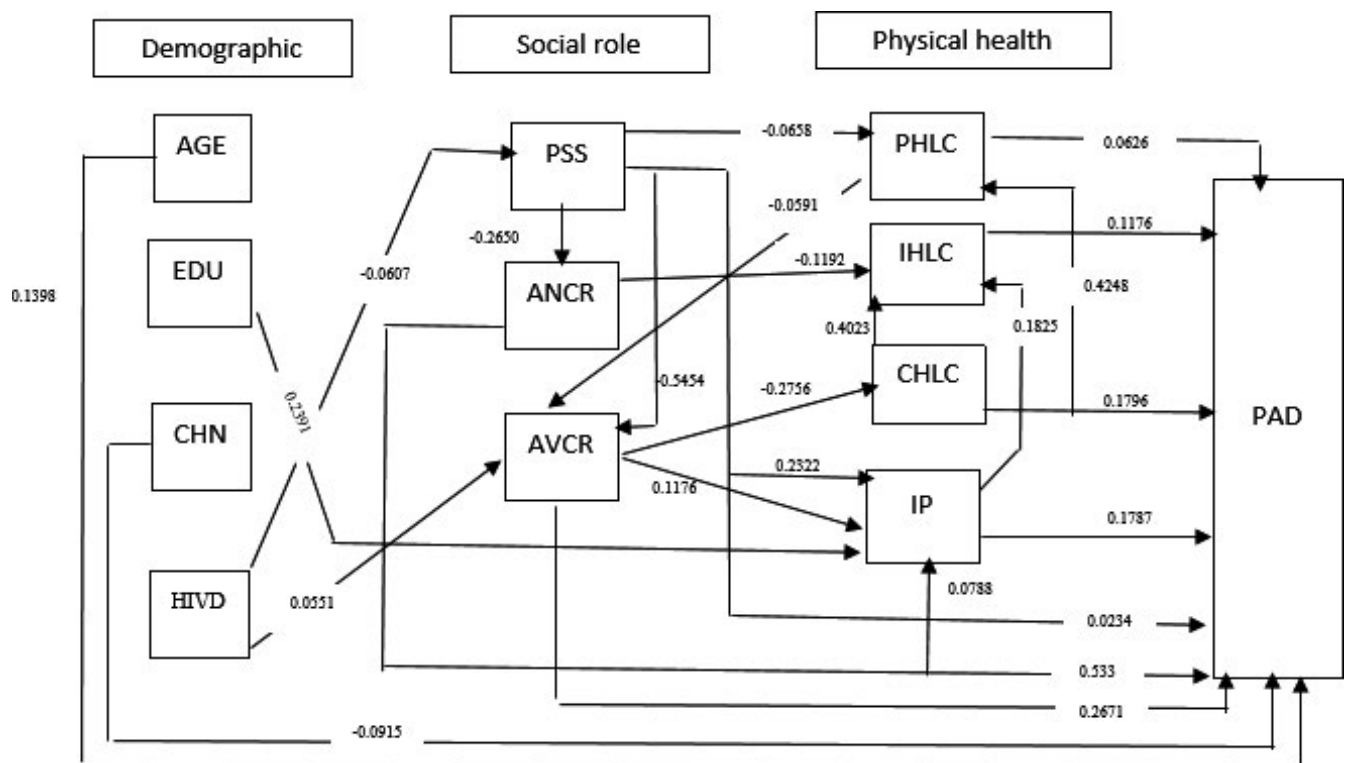 Demographic
Social role
Physical health
AGE
PSS
PHLC
-0.0658
0.0626
-0.0591
-0.2650
0.1176
EDU
-0.0607
ANCR
-0.1192
IHLC
0.4248
0.1398
0.4023
0.1825
0.2391
-0.5454
-0.2756
CHLC
0.1796
PAD
CHN
AVCR
0.2322
0.1176
IP
0.1787
HIVD
0.0551
0.0788
0.0234
0.533
0.2671
-0.0915